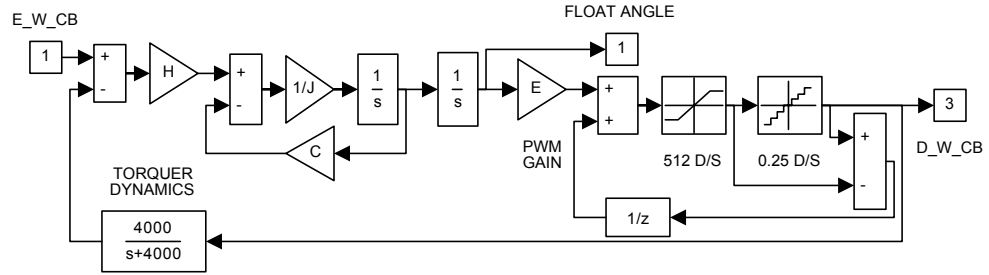 FLOAT ANGLE
E_W_CB
1
1
+
-
H
+
-
1/J
1
s
1
s
E
+
+
3
C
PWM
GAIN
512 D/S
0.25 D/S
+
-
D_W_CB
TORQUER
DYNAMICS
1/z
4000
s+4000